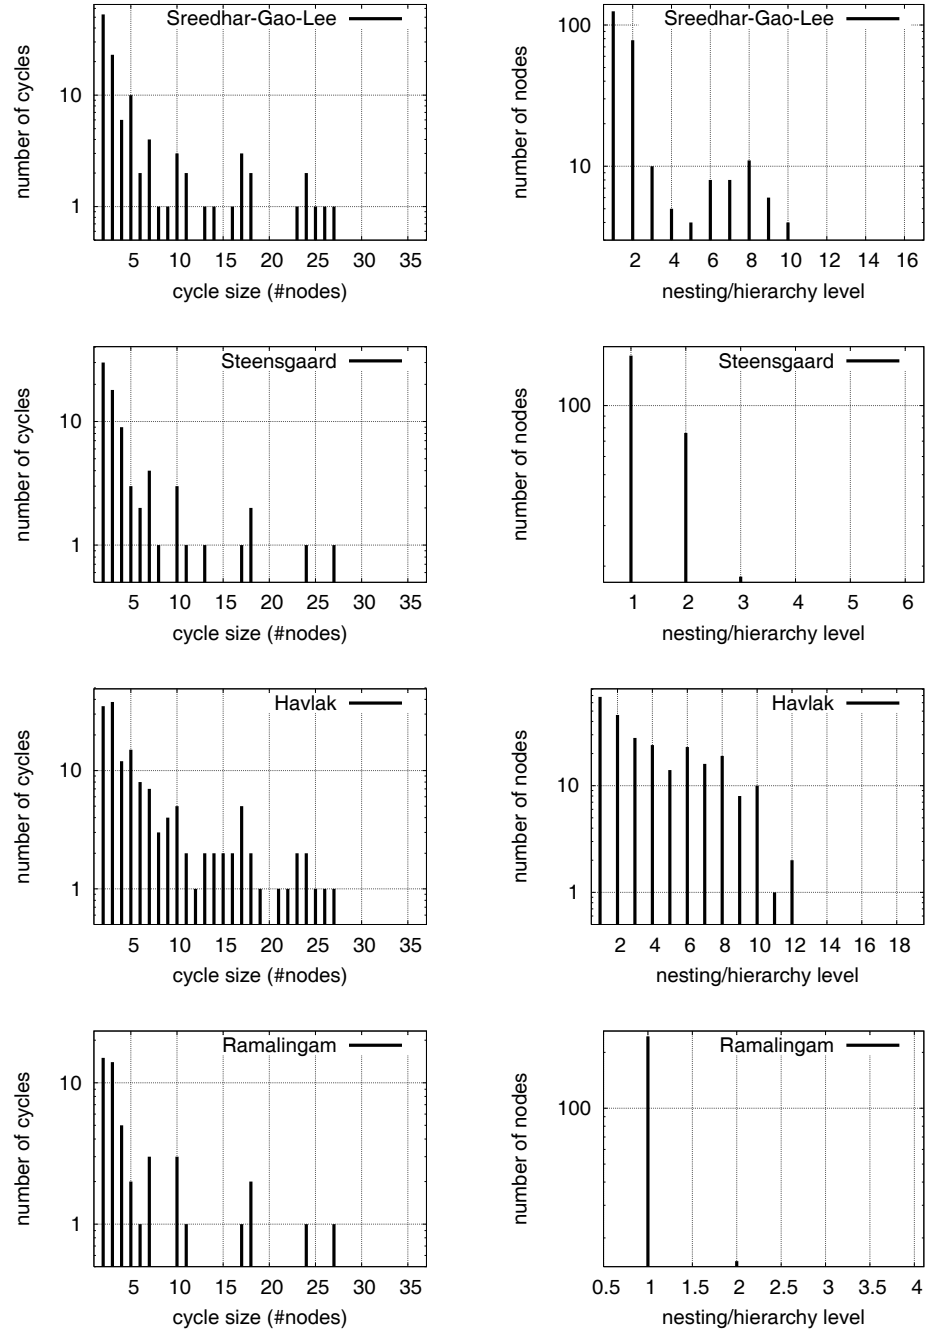 Sreedhar-Gao-Lee
number of cycles
10
1
5 10 15 20 25 30 35
cycle size (#nodes)
Sreedhar-Gao-Lee
number of nodes
100
10
2 4 6 8 10 12 14 16
nesting/hierarchy level
Steensgaard
number of cycles
10
1
5 10 15 20 25 30 35
cycle size (#nodes)
Steensgaard
number of nodes
100
1 2 3 4 5 6
nesting/hierarchy level
Havlak
number of cycles
10
1
5 10 15 20 25 30 35
cycle size (#nodes)
Havlak
number of nodes
10
1
2 4 6 8 10 12 14 16 18
nesting/hierarchy level
Ramalingam
number of cycles
10
1
5 10 15 20 25 30 35
cycle size (#nodes)
Ramalingam
number of nodes
100
0.5 1 1.5 2 2.5 3 3.5 4
nesting/hierarchy level